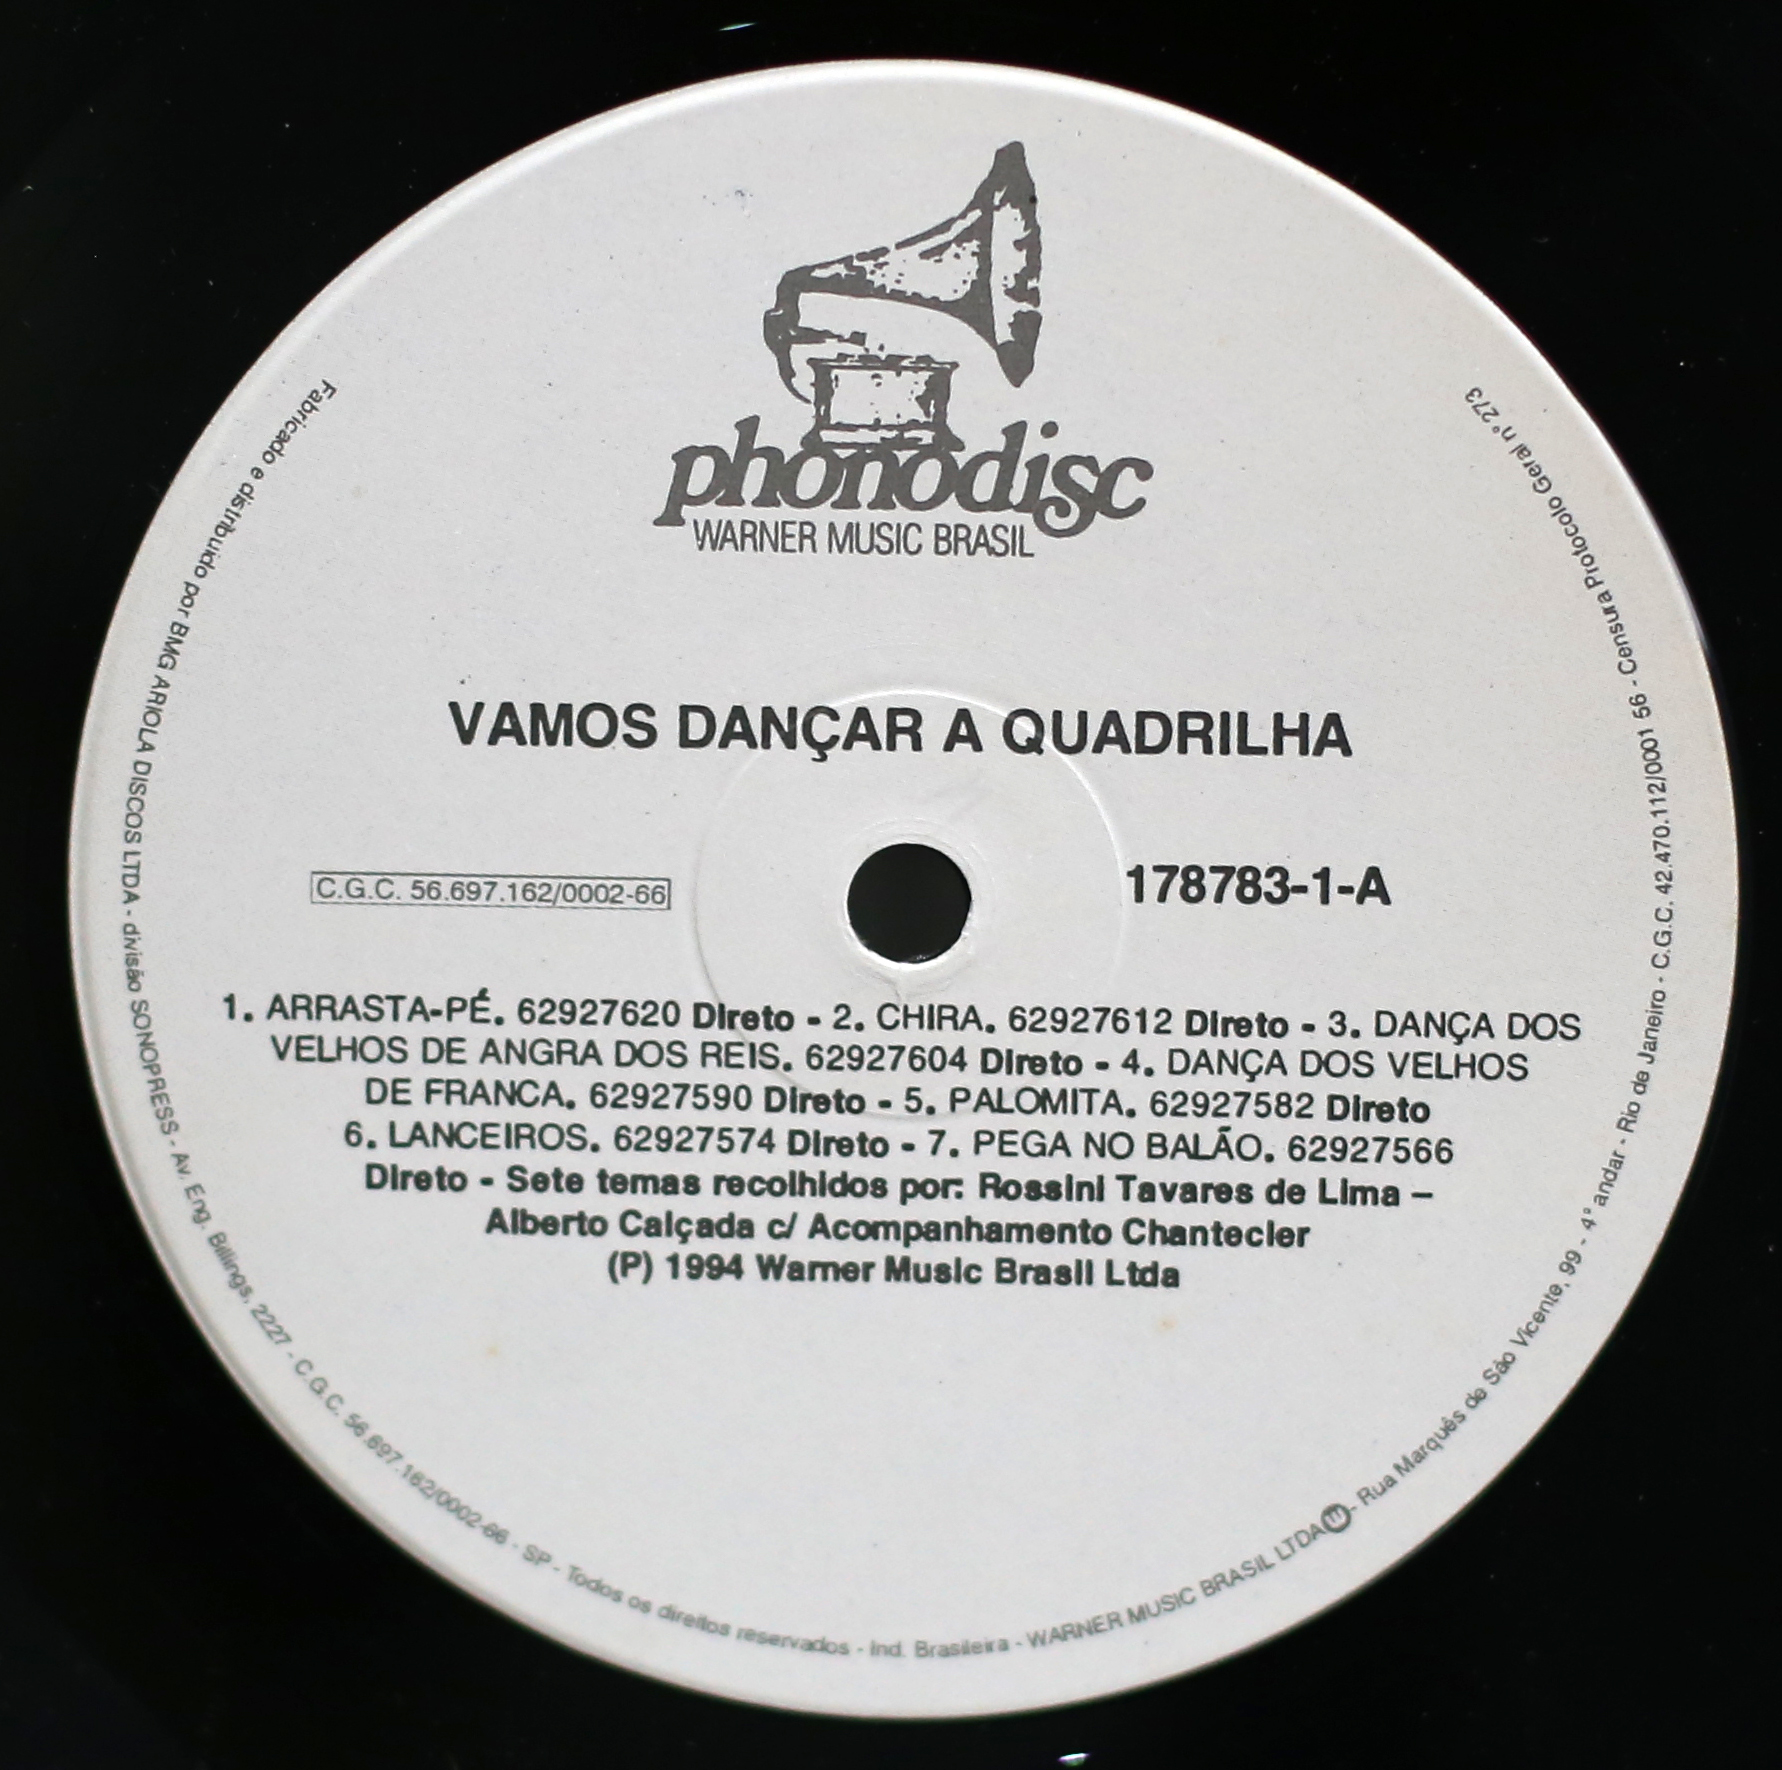 phonodisc
WARNER MUSIC BRASIL
VAMOS DANÇAR A QUADRILHA
C.G.C. 56.697.162/0002-66
178783-1-A
1. ARRASTA-PÉ. 62927620 Direto - 2. CHIRA. 62927612 Direto - 3. DANÇA DOS
VELHOS DE ANGRA DOS REIS. 62927604 Direto - 4. DANÇA DOS VELHOS
DE FRANCA. 62927590 Direto - 5. PALOMITA. 62927582 Direto
6. LANCEIROS. 62927574 Direto - 7. PEGA NO BALÃO. 62927566
Direto - Sete temas recolhidos por: Rossini Tavares de Lima –
Alberto Calçada c/ Acompanhamento Chantecler
(P) 1994 Warner Music Brasil Ltda
Fabricado e distribuido por BMG ARIOLA DISCOS LTDA - divisão SONOPRESS - Av. Eng. Billings, 2227 - C.G.C. 56.697.162/0002-66 - SP - Todos os direitos reservados - Ind. Brasileira - WARNER MUSIC BRASIL LTDA - Rua Marquês de São Vicente, 99 - 4° andar - Rio de Janeiro - C.G.C. 42.470.112/0001 56 - Censura Protocolo Geral n° 273